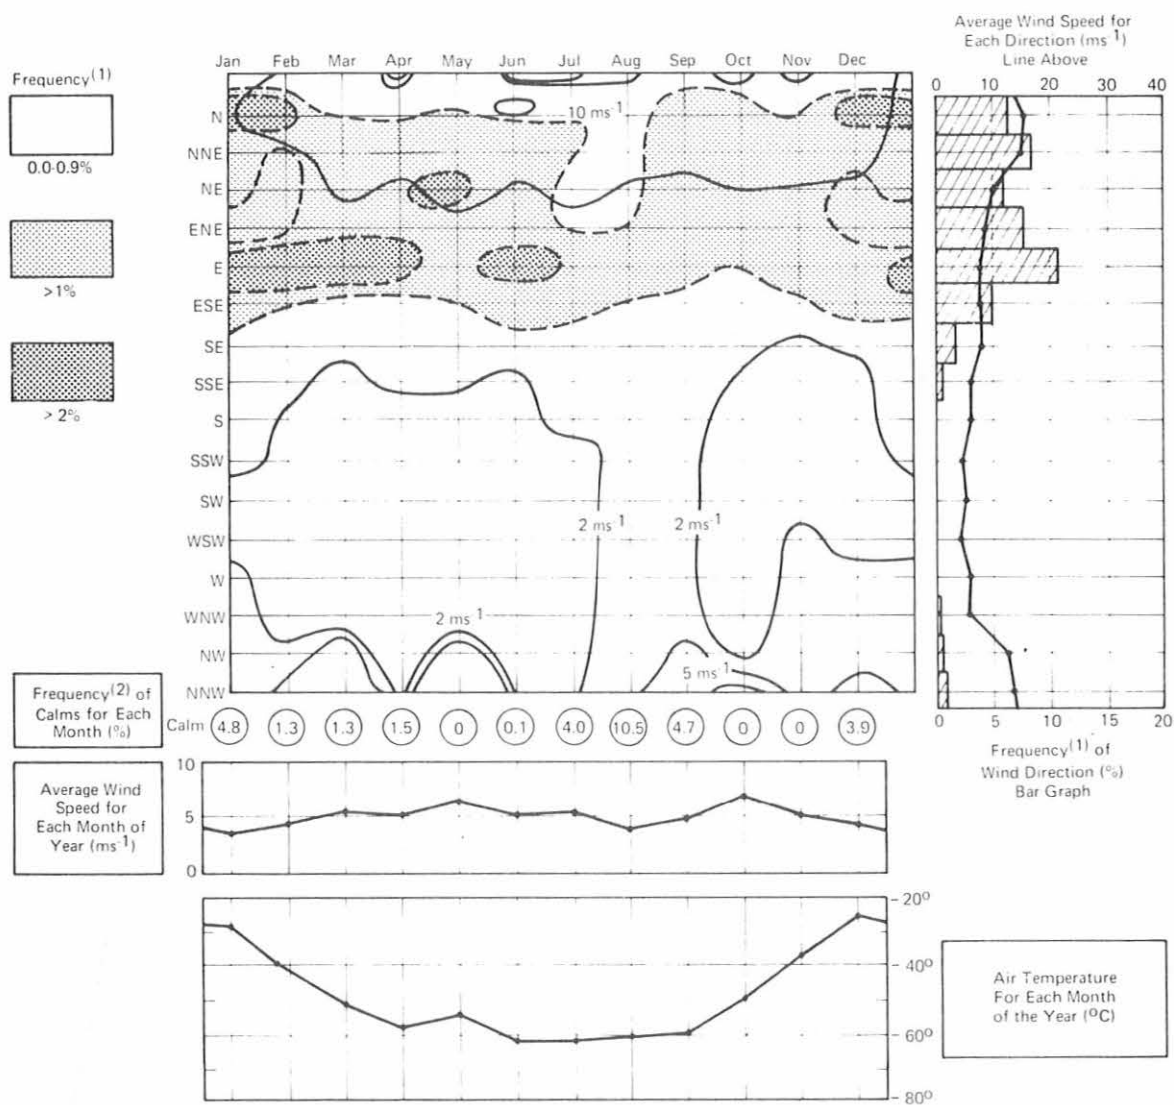 Average Wind Speed for
Each Direction (ms⁻¹)
Line Above
Jan Feb Mar Apr May Jun Jul Aug Sep Oct Nov Dec
0 10 20 30 40
Frequency(1)
0.0-0.9%
>1%
> 2%
N
NNE
NE
ENE
E
ESE
SE
SSE
S
SSW
SW
WSW
W
WNW
NW
NNW
10 ms⁻¹
2 ms⁻¹
2 ms⁻¹
2 ms⁻¹
5 ms⁻¹
0 5 10 15 20
Frequency(1) of
Wind Direction (%)
Bar Graph
Frequency(2) of
Calms for Each
Month (%)
Calm 4.8 1.3 1.3 1.5 0 0.1 4.0 10.5 4.7 0 0 3.9
Average Wind
Speed for
Each Month of
Year (ms⁻¹)
10
5
0
-20°
-40°
-60°
-80°
Air Temperature
For Each Month
of the Year (°C)